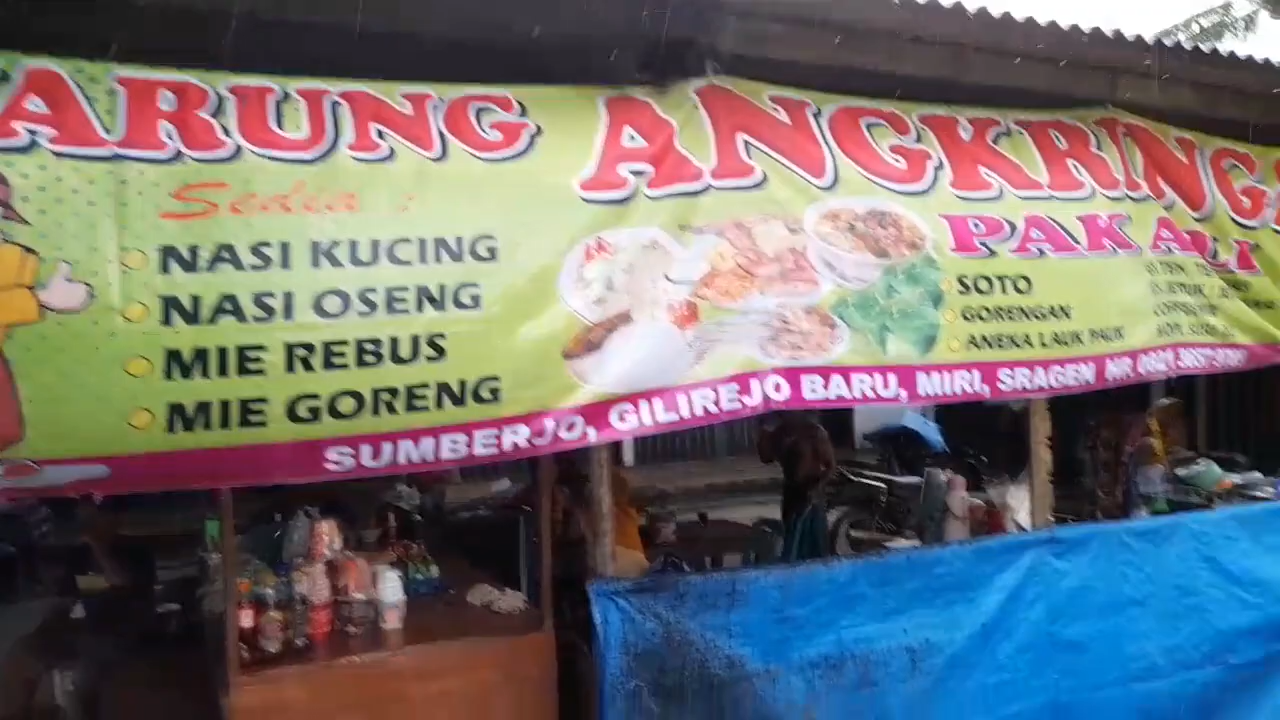 ARUNG ANGKRING
Sedia :
NASI KUCING
NASI OSENG
MIE REBUS
MIE GORENG
PAK ALI
SOTO
GORENGAN
ANEKA LAUK PAUK
SUMBERJO, GILIREJO BARU, MIRI, SRAGEN HP.